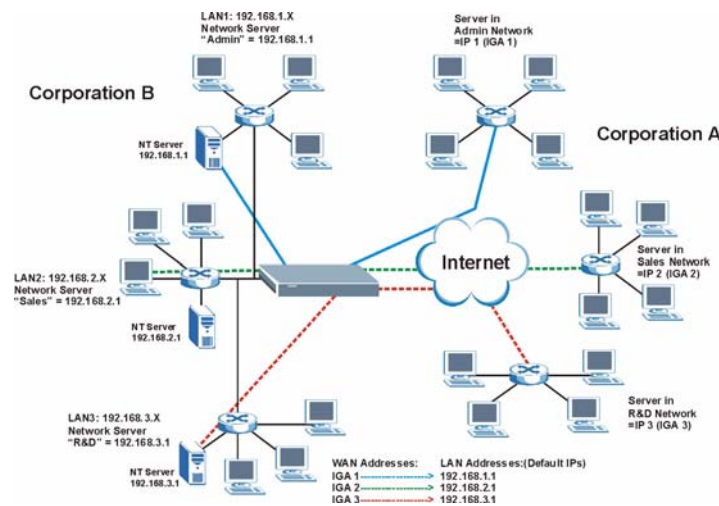 LAN1: 192.168.1.X
Network Server
“Admin” = 192.168.1.1
Server in
Admin Network
=IP 1 (IGA 1)
Corporation B
Corporation A
NT Server
192.168.1.1
LAN2: 192.168.2.X
Network Server
“Sales” = 192.168.2.1
Internet
Server in
Sales Network
=IP 2 (IGA 2)
NT Server
192.168.2.1
LAN3: 192.168.3.X
Network Server
“R&D” = 192.168.3.1
Server in
R&D Network
=IP 3 (IGA 3)
NT Server
192.168.3.1
WAN Addresses: LAN Addresses:(Default IPs)
IGA 1 192.168.1.1
IGA 2 192.168.2.1
IGA 3 192.168.3.1